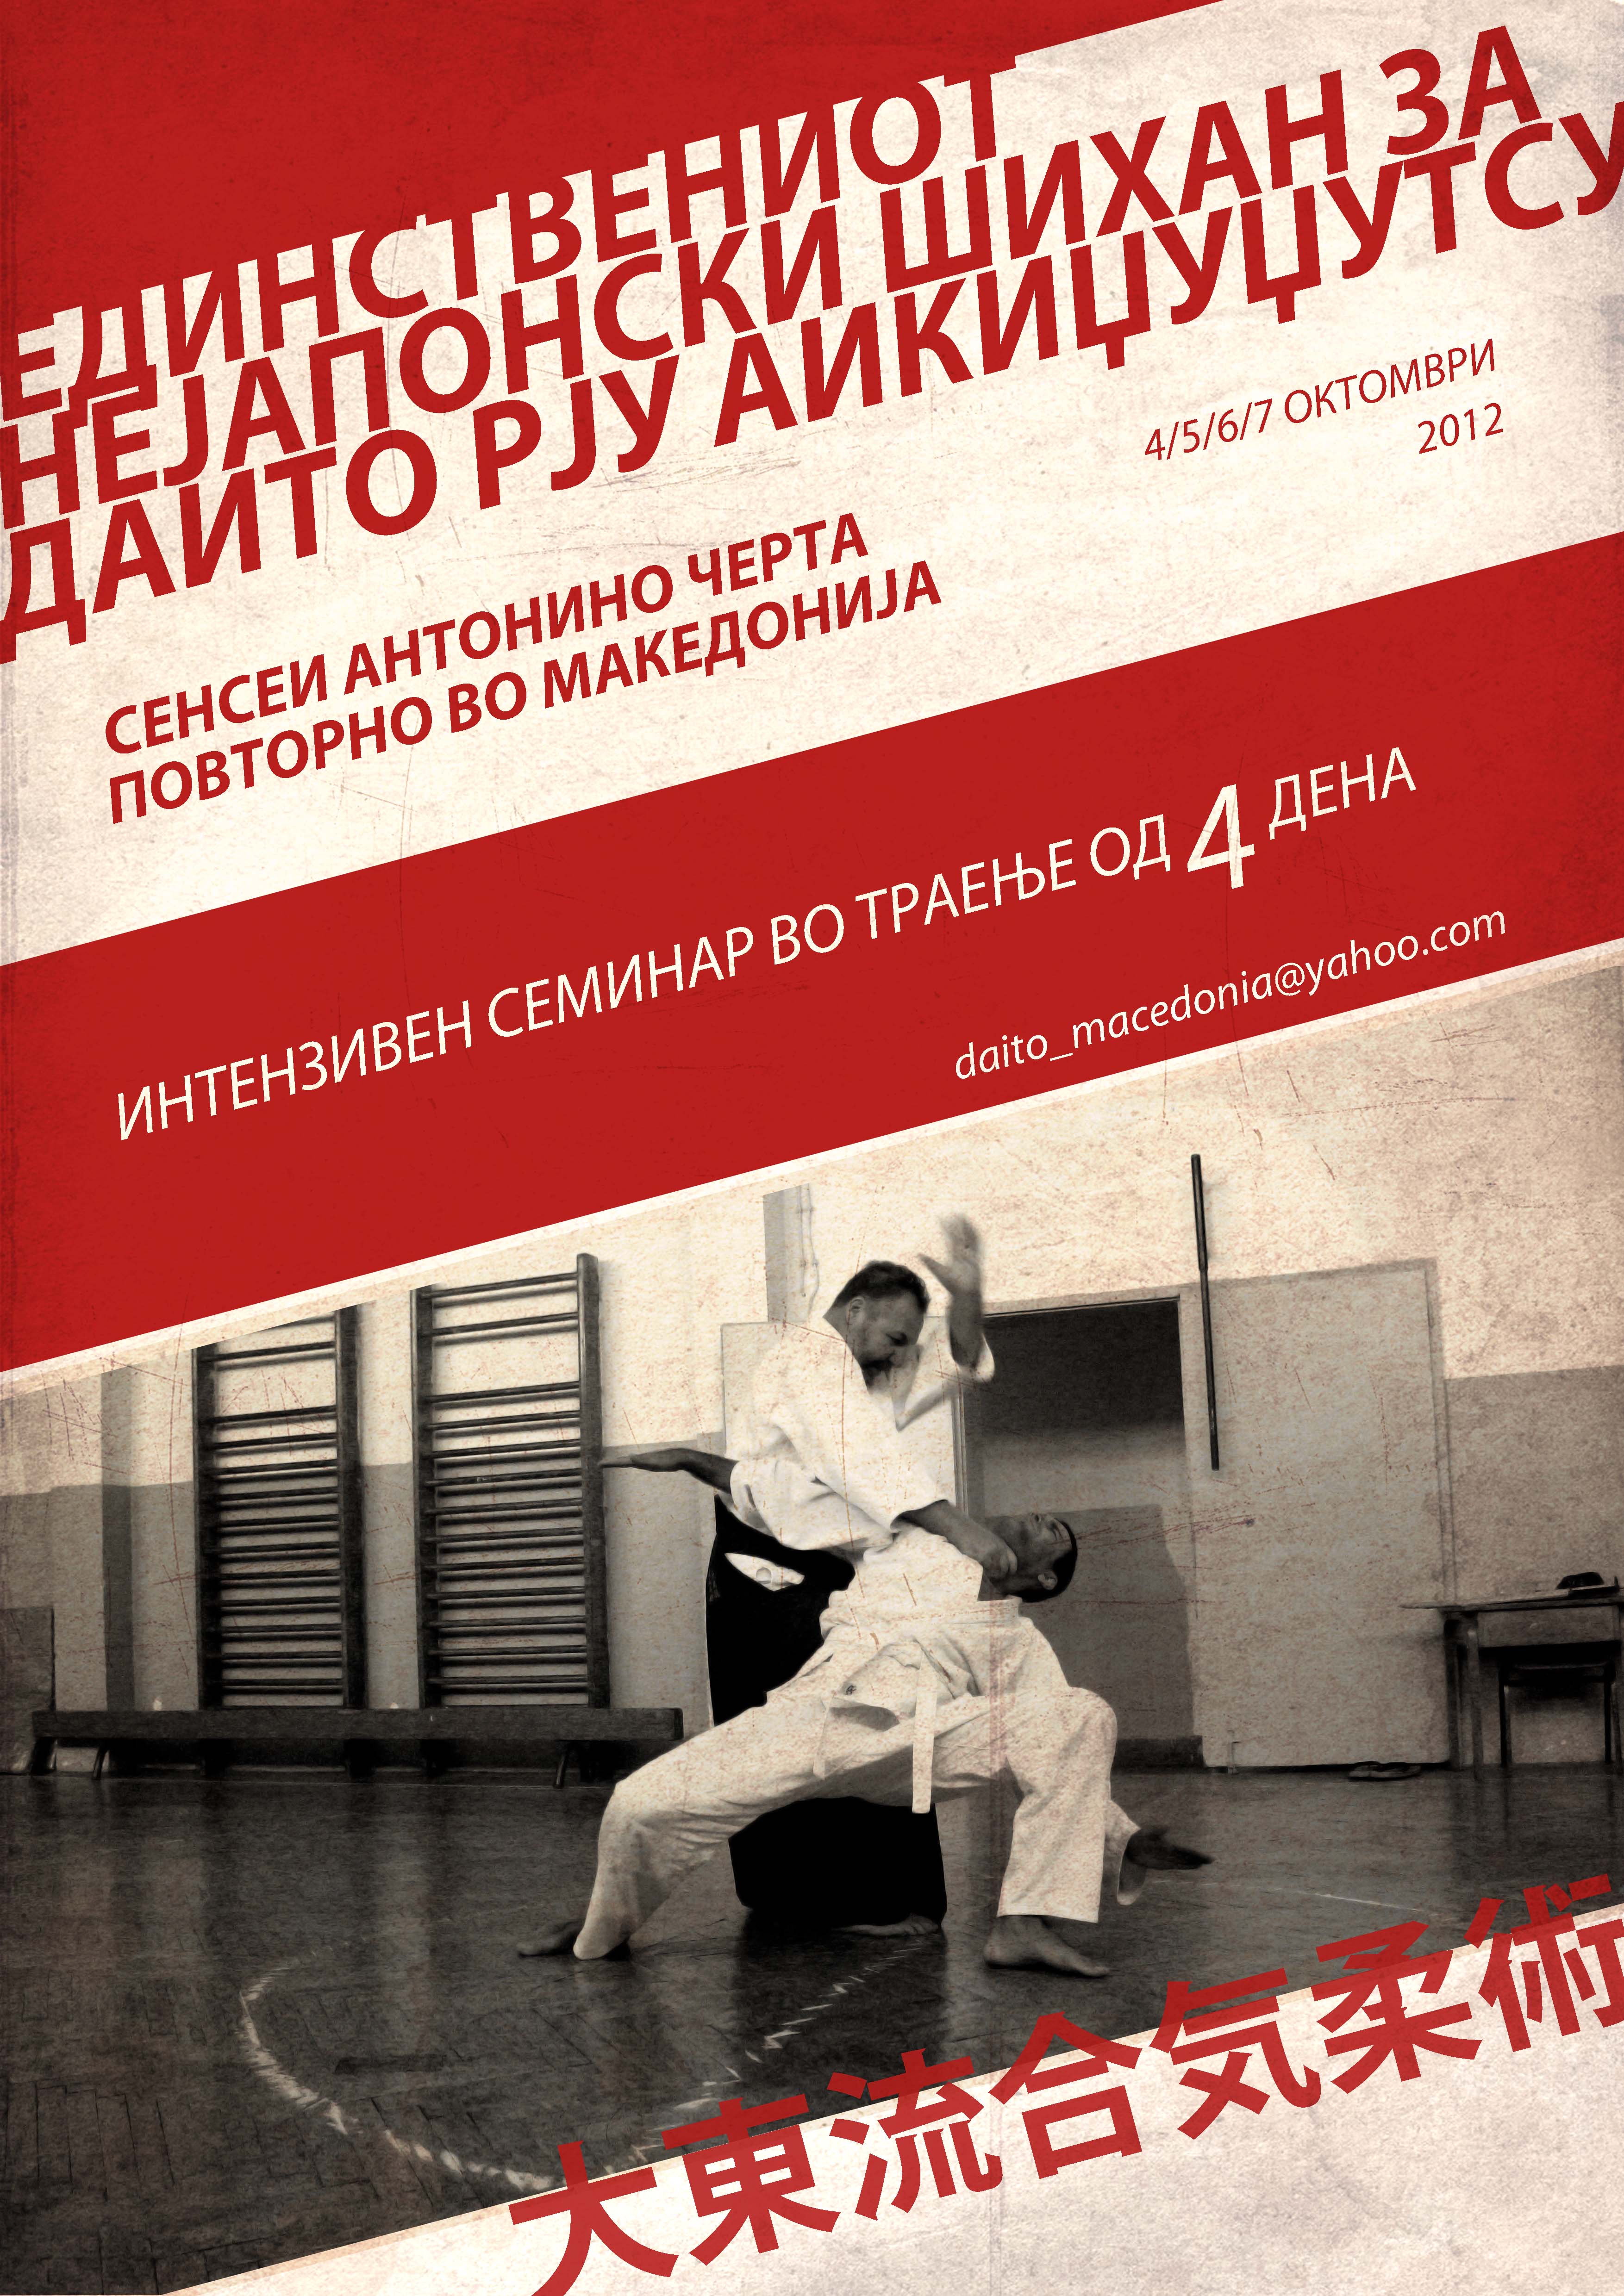 ЕДИНСТВЕНИОТ
НЕЈАПОНСКИ ШИХАН ЗА
ДАИТО РЈУ АИКИЏУЏУТСУ
4/5/6/7 ОКТОМВРИ
2012
СЕНСЕИ АНТОНИНО ЧЕРТА
ПОВТОРНО ВО МАКЕДОНИЈА
ИНТЕНЗИВЕН СЕМИНАР ВО ТРАЕЊЕ ОД 4 ДЕНА
daito_macedonia@yahoo.com
大東流合気柔術